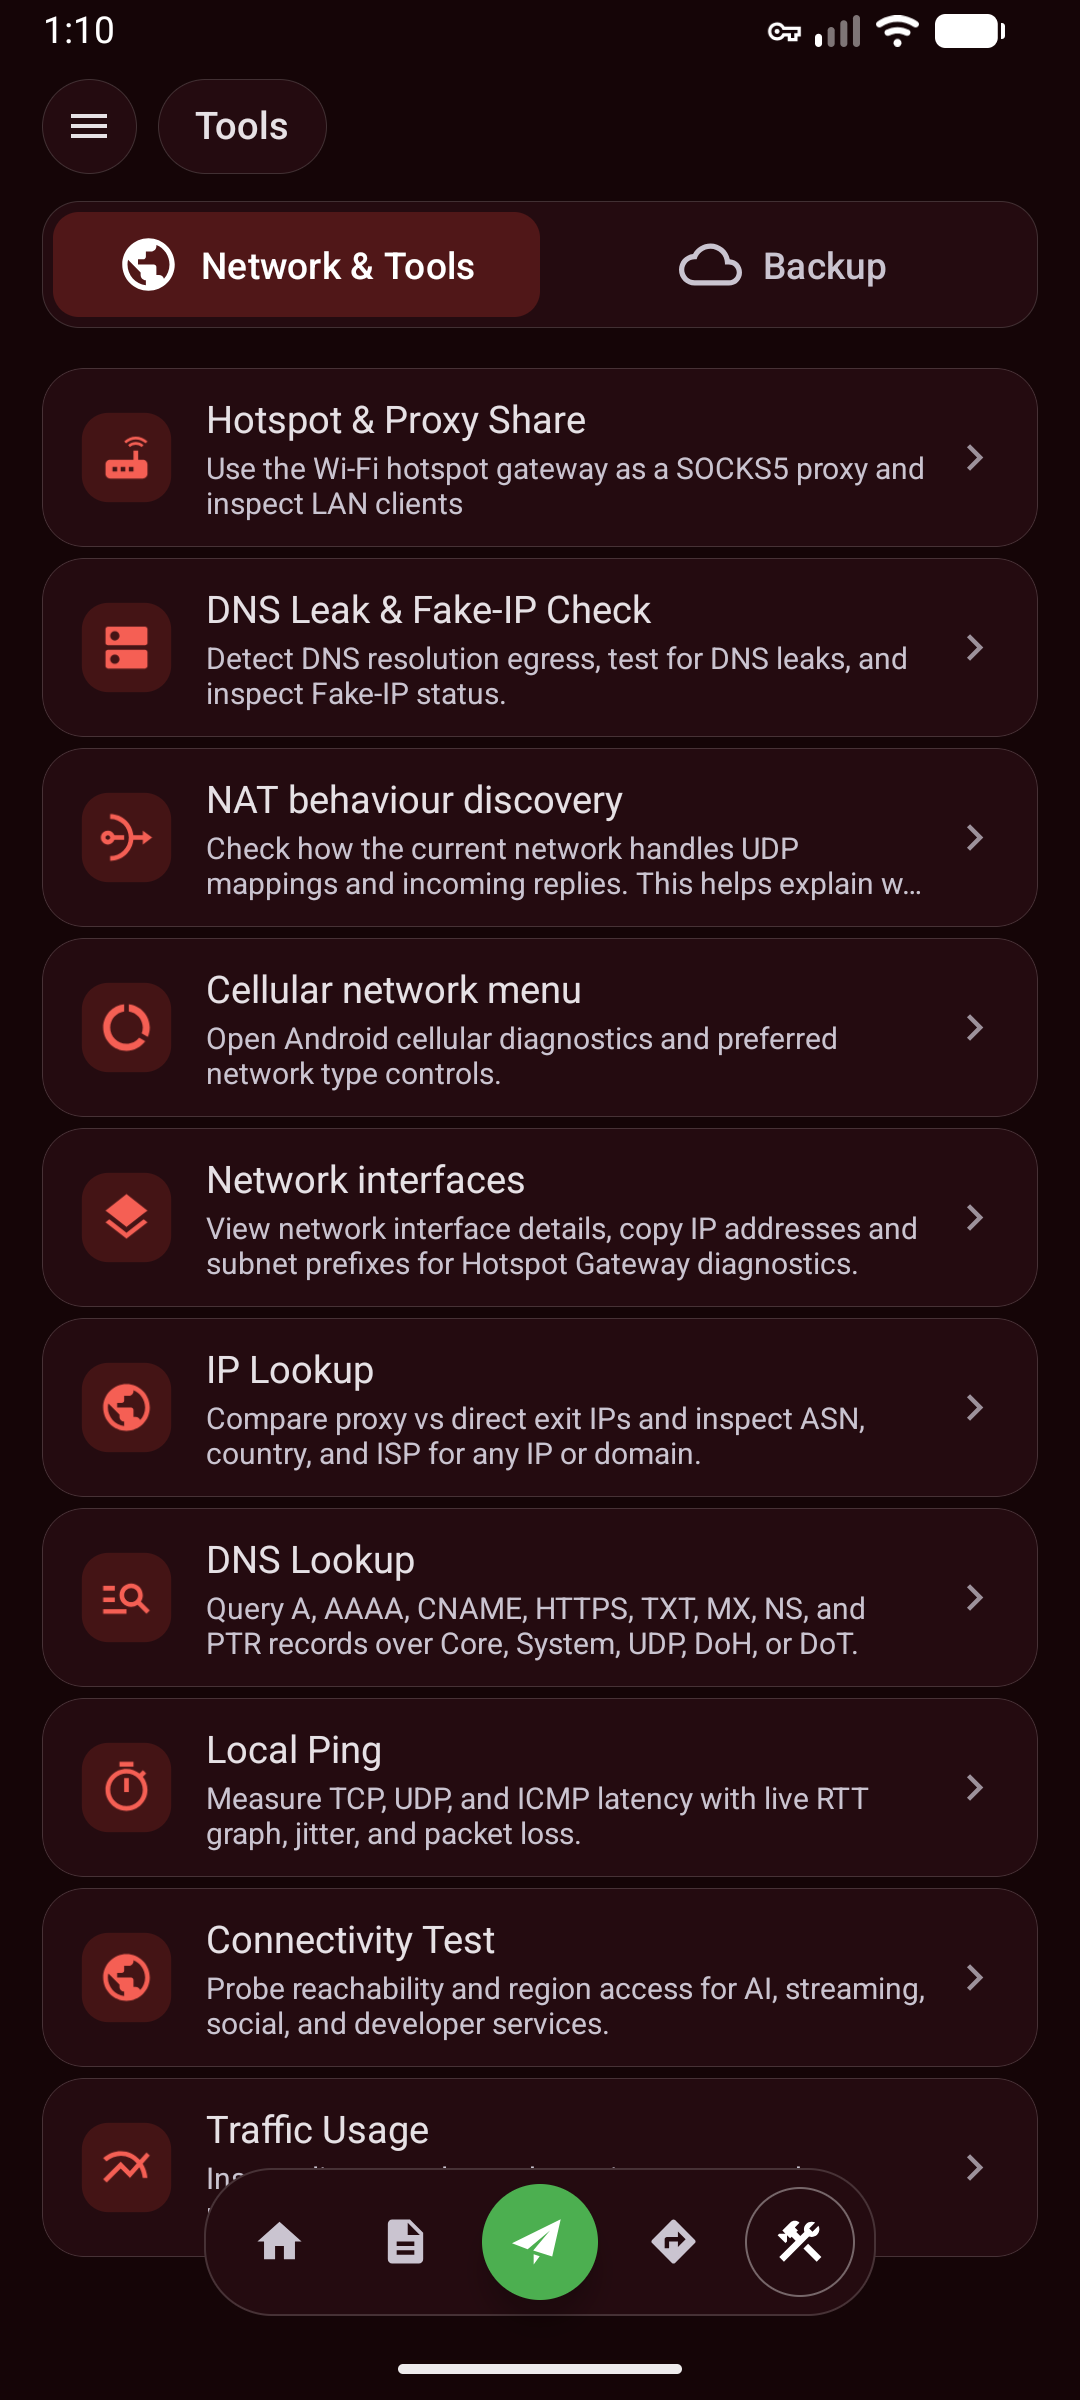 1:10
Tools
Network & Tools
Backup
Hotspot & Proxy Share
Use the Wi-Fi hotspot gateway as a SOCKS5 proxy and
inspect LAN clients
DNS Leak & Fake-IP Check
Detect DNS resolution egress, test for DNS leaks, and
inspect Fake-IP status.
NAT behaviour discovery
Check how the current network handles UDP
mappings and incoming replies. This helps explain w...
Cellular network menu
Open Android cellular diagnostics and preferred
network type controls.
Network interfaces
View network interface details, copy IP addresses and
subnet prefixes for Hotspot Gateway diagnostics.
IP Lookup
Compare proxy vs direct exit IPs and inspect ASN,
country, and ISP for any IP or domain.
DNS Lookup
Query A, AAAA, CNAME, HTTPS, TXT, MX, NS, and
PTR records over Core, System, UDP, DoH, or DoT.
Local Ping
Measure TCP, UDP, and ICMP latency with live RTT
graph, jitter, and packet loss.
Connectivity Test
Probe reachability and region access for AI, streaming,
social, and developer services.
Traffic Usage